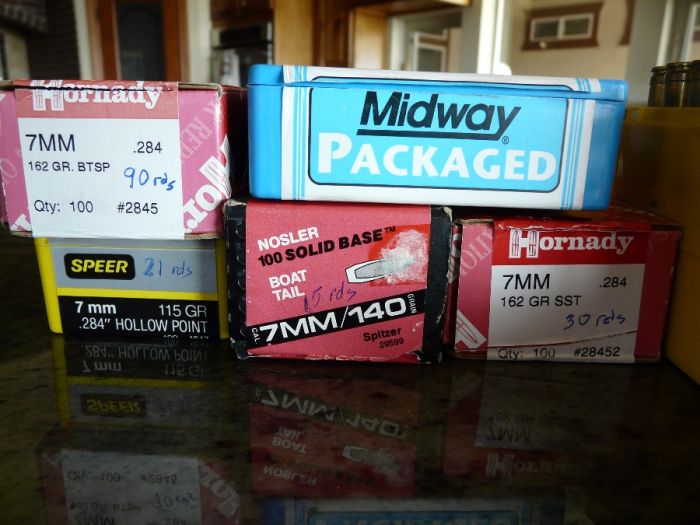 Hornady
7MM .284
162 GR. BTSP
90 rds
Qty: 100 #2845
Midway®
PACKAGED
SPEER
21 rds
7 mm 115 GR
.284" HOLLOW POINT
NOSLER
100 SOLID BASE™
BOAT
TAIL
15 rds
CAL. 7MM/140 GRAIN
Spitzer
29599
Hornady
7MM .284
162 GR SST
30 rds
Qty: 100 #28452